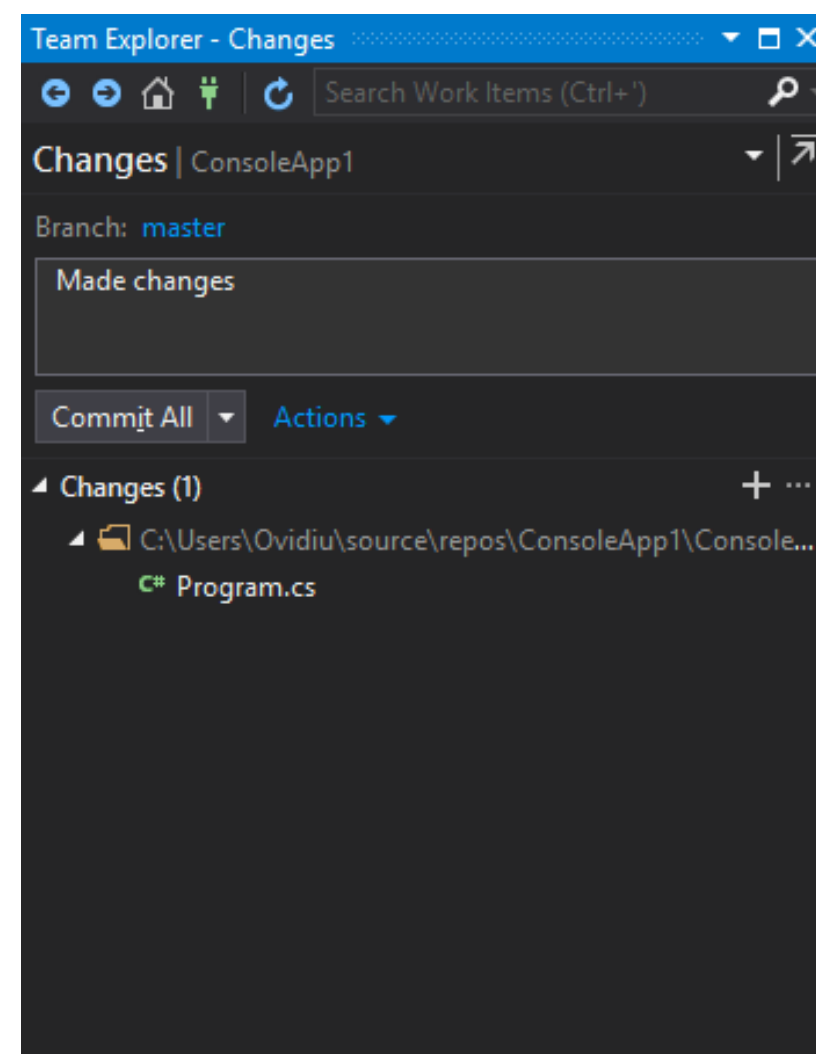 Team Explorer - Changes
Search Work Items (Ctrl+')
Changes | ConsoleApp1
Branch: master
Made changes
Commit All Actions
Changes (1)
C:\Users\Ovidiu\source\repos\ConsoleApp1\Console...
C# Program.cs